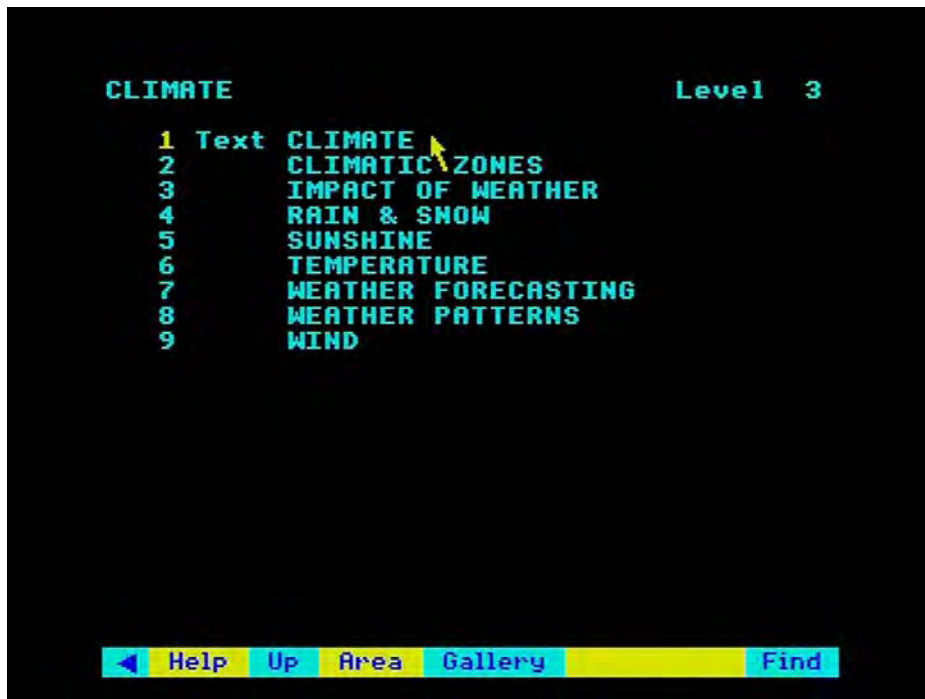 CLIMATE Level 3
1 Text CLIMATE
2 CLIMATIC ZONES
3 IMPACT OF WEATHER
4 RAIN & SNOW
5 SUNSHINE
6 TEMPERATURE
7 WEATHER FORECASTING
8 WEATHER PATTERNS
9 WIND
Help Up Area Gallery Find